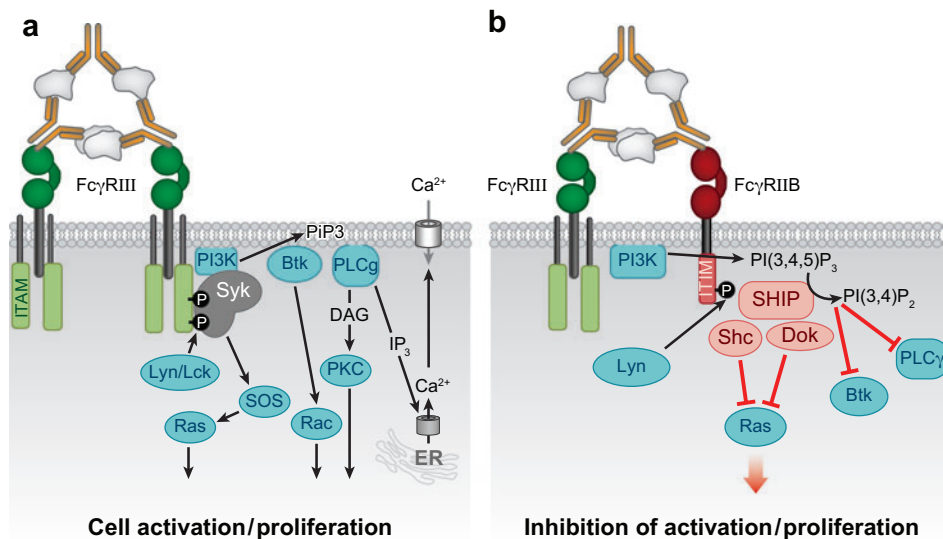 a
FcγRIII
Ca²⁺
PiP3
PI3K
Btk
PLCg
ITAM
Syk
P
P
DAG
IP₃
Lyn/Lck
PKC
Ca²⁺
SOS
Ras
Rac
ER
Cell activation/proliferation
b
FcγRIII
FcγRIIB
PI3K
PI(3,4,5)P₃
ITIM
P
SHIP
PI(3,4)P₂
Shc
Dok
PLCγ
Lyn
Btk
Ras
Inhibition of activation/proliferation